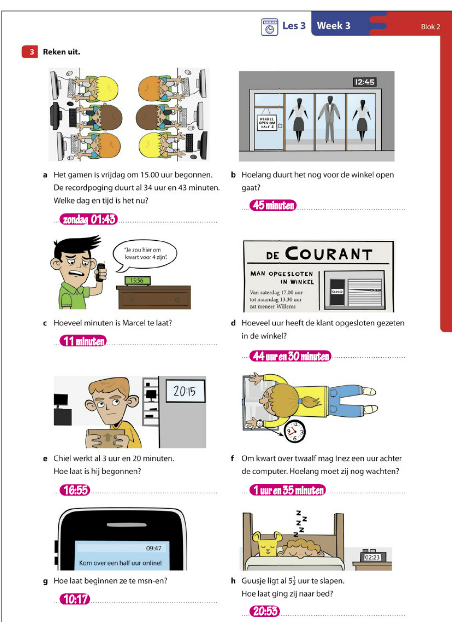 Les 3 Week 3 Blok 2
3 Reken uit.
12:45
WINKEL
OPEN OM
HALF 2
a Het gamen is vrijdag om 15.00 uur begonnen.
De recordpoging duurt al 34 uur en 43 minuten.
Welke dag en tijd is het nu?
zondag 01:43
b Hoelang duurt het nog voor de winkel open
gaat?
45 minuten
"Je zou hier om
kwart voor 4 zijn!"
15:56
c Hoeveel minuten is Marcel te laat?
11 minuten
DE COURANT
MAN OPGESLOTEN
IN WINKEL
Van zaterdag 17.00 uur
tot maandag 13.30 uur
zat meneer Willems
d Hoeveel uur heeft de klant opgesloten gezeten
in de winkel?
44 uur en 30 minuten
20:15
e Chiel werkt al 3 uur en 20 minuten.
Hoe laat is hij begonnen?
16:55
f Om kwart over twaalf mag Inez een uur achter
de computer. Hoelang moet zij nog wachten?
1 uur en 35 minuten
09:47
Kom over een half uur online!
g Hoe laat beginnen ze te msn-en?
10:17
z z z z
02:23
h Guusje ligt al 5½ uur te slapen.
Hoe laat ging zij naar bed?
20:53